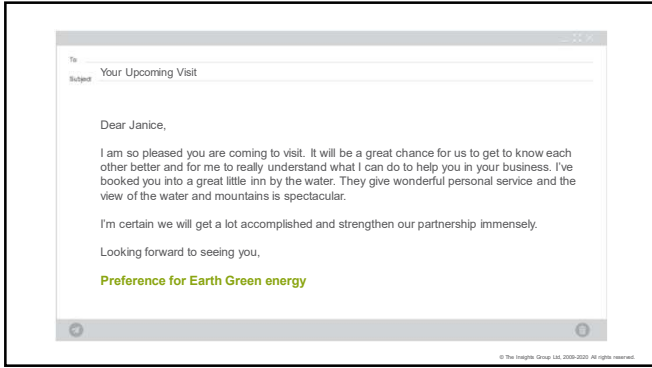 To
Subject Your Upcoming Visit
Dear Janice,
I am so pleased you are coming to visit. It will be a great chance for us to get to know each
other better and for me to really understand what I can do to help you in your business. I've
booked you into a great little inn by the water. They give wonderful personal service and the
view of the water and mountains is spectacular.
I'm certain we will get a lot accomplished and strengthen our partnership immensely.
Looking forward to seeing you,
Preference for Earth Green energy
© The Insights Group Ltd, 2009-2020 All rights reserved.